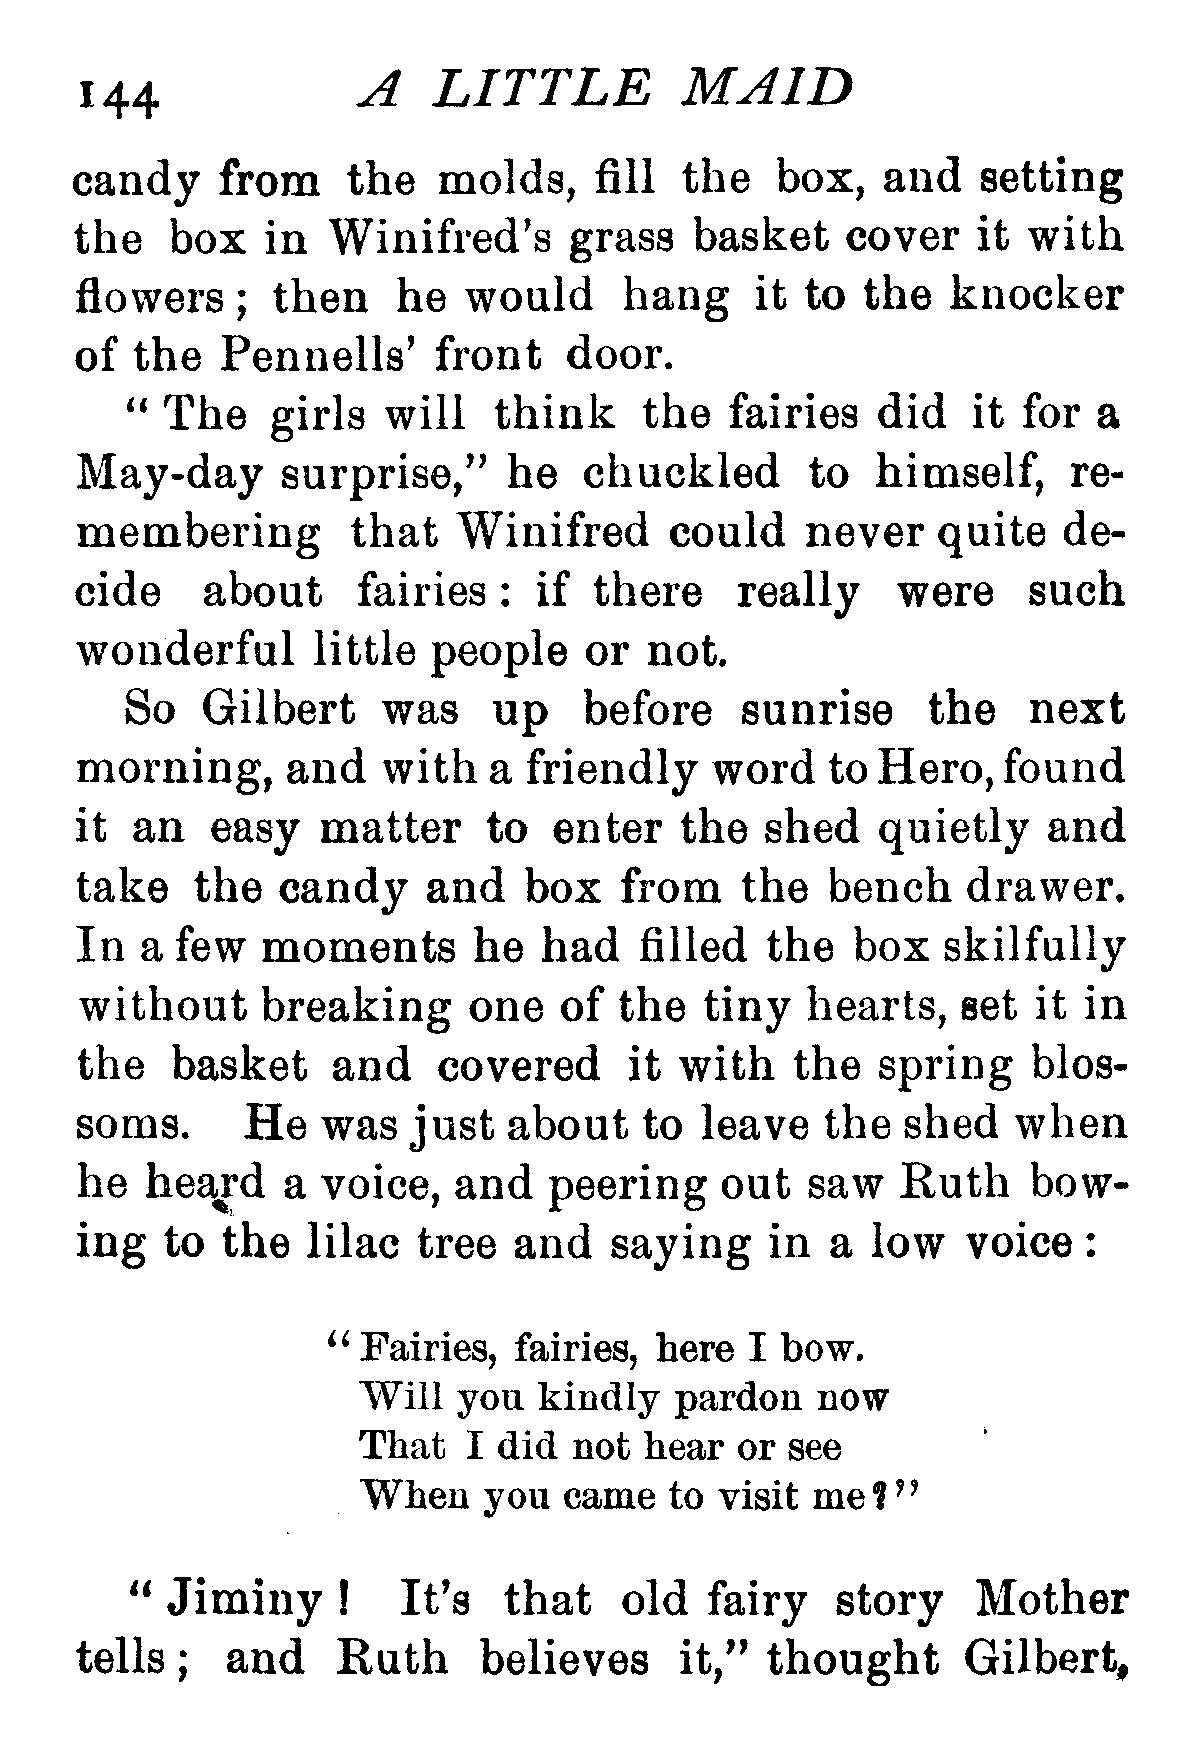 144 A LITTLE MAID
candy from the molds, fill the box, and setting
the box in Winifred's grass basket cover it with
flowers ; then he would hang it to the knocker
of the Pennells' front door.
“ The girls will think the fairies did it for a
May-day surprise,” he chuckled to himself, re-
membering that Winifred could never quite de-
cide about fairies : if there really were such
wonderful little people or not.
So Gilbert was up before sunrise the next
morning, and with a friendly word to Hero, found
it an easy matter to enter the shed quietly and
take the candy and box from the bench drawer.
In a few moments he had filled the box skilfully
without breaking one of the tiny hearts, set it in
the basket and covered it with the spring blos-
soms. He was just about to leave the shed when
he heard a voice, and peering out saw Ruth bow-
ing to the lilac tree and saying in a low voice :
“ Fairies, fairies, here I bow.
Will you kindly pardon now
That I did not hear or see
When you came to visit me?”
“ Jiminy ! It's that old fairy story Mother
tells ; and Ruth believes it,” thought Gilbert,